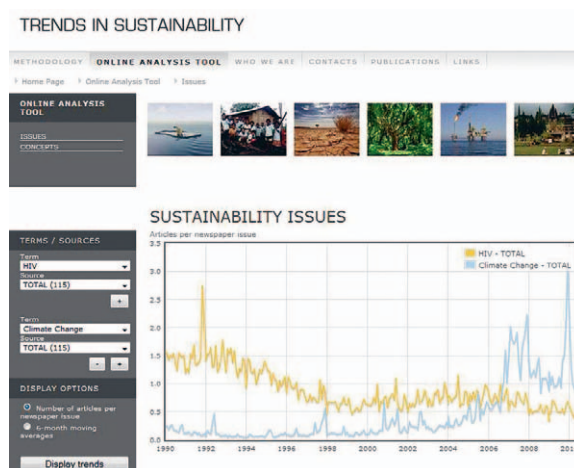 TRENDS IN SUSTAINABILITY
METHODOLOGY ONLINE ANALYSIS TOOL WHO WE ARE CONTACTS PUBLICATIONS LINKS
Home Page Online Analysis Tool Issues
ONLINE ANALYSIS
TOOL
ISSUES
CONCEPTS
SUSTAINABILITY ISSUES
Articles per newspaper issue
TERMS / SOURCES
Term
HIV
Source
TOTAL (115)
+
Term
Climate Change
Source
TOTAL (115)
- +
DISPLAY OPTIONS
Number of articles per
newspaper issue
6-month moving
averages
Display trends
3.5
3.0
2.5
2.0
1.5
1.0
0.5
0.0
HIV - TOTAL
Climate Change - TOTAL
1990 1992 1994 1996 1998 2000 2002 2004 2006 2008 201